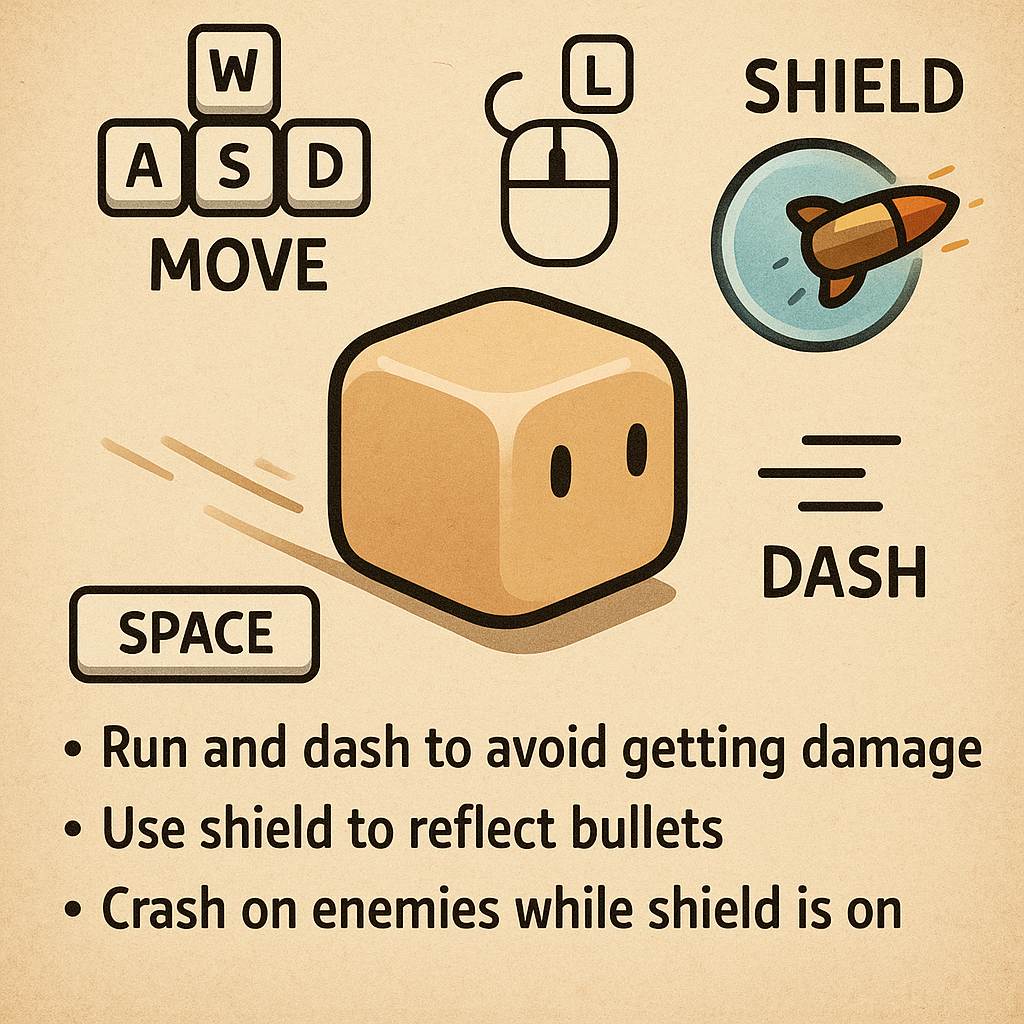 W
A S D
MOVE
L
SHIELD
DASH
SPACE
• Run and dash to avoid getting damage
• Use shield to reflect bullets
• Crash on enemies while shield is on